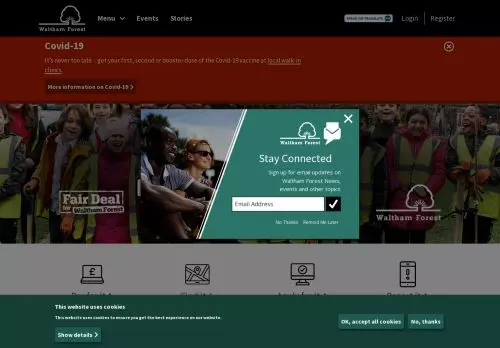 Waltham Forest
Menu
Events
Stories
Login
Register
Covid-19
It's never too late - get your first, second or booster dose of the Covid-19 vaccine at local walk-in
clinics.
More information on Covid-19
Waltham Forest
Stay Connected
Sign up for email updates on
Waltham Forest News,
events and other topics
Email Address
No Thanks
Remind Me Later
Fair Deal
for Waltham Forest
Waltham Forest
This website uses cookies
This website uses cookies to ensure you get the best experience on our website.
Show details
OK, accept all cookies
No, thanks